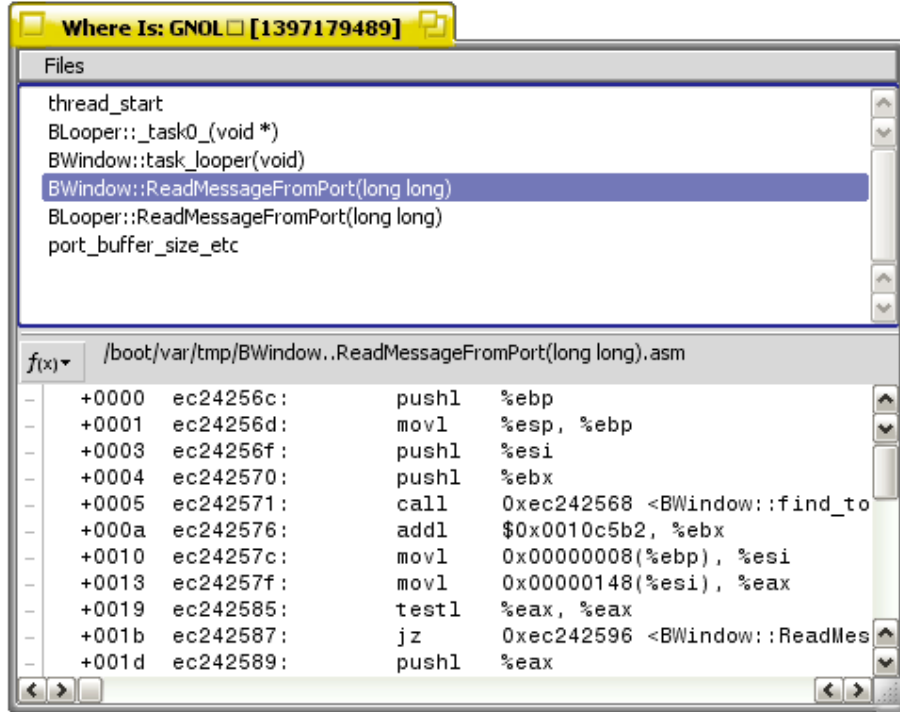 Where Is: GNOL□ [1397179489]
Files
thread_start
BLooper::_task0_(void *)
BWindow::task_looper(void)
BWindow::ReadMessageFromPort(long long)
BLooper::ReadMessageFromPort(long long)
port_buffer_size_etc
f(x) /boot/var/tmp/BWindow..ReadMessageFromPort(long long).asm
+0000 ec24256c: pushl %ebp
+0001 ec24256d: movl %esp, %ebp
+0003 ec24256f: pushl %esi
+0004 ec242570: pushl %ebx
+0005 ec242571: call 0xec242568 <BWindow::find_to
+000a ec242576: addl $0x0010c5b2, %ebx
+0010 ec24257c: movl 0x00000008(%ebp), %esi
+0013 ec24257f: movl 0x00000148(%esi), %eax
+0019 ec242585: testl %eax, %eax
+001b ec242587: jz 0xec242596 <BWindow::ReadMes
+001d ec242589: pushl %eax